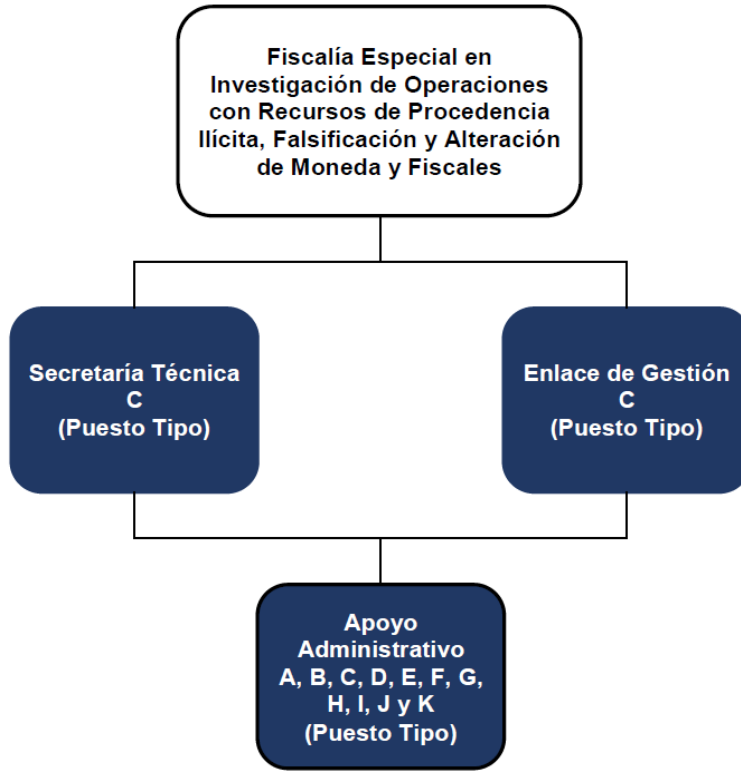 Fiscalía Especial en
Investigación de Operaciones
con Recursos de Procedencia
Ilícita, Falsificación y Alteración
de Moneda y Fiscales
Secretaría Técnica
C
(Puesto Tipo)
Enlace de Gestión
C
(Puesto Tipo)
Apoyo
Administrativo
A, B, C, D, E, F, G,
H, I, J y K
(Puesto Tipo)